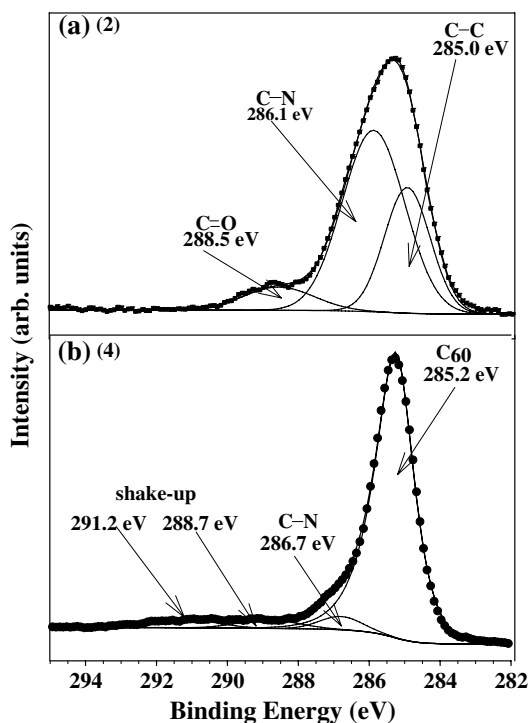 (a) (2)
C–C
285.0 eV
C–N
286.1 eV
C=O
288.5 eV
(b) (4)
C60
285.2 eV
shake-up
291.2 eV 288.7 eV
C–N
286.7 eV
Intensity (arb. units)
294 292 290 288 286 284 282
Binding Energy (eV)